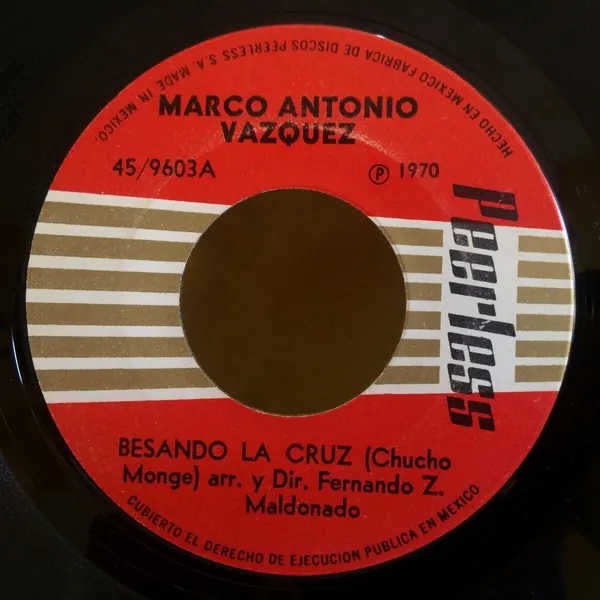 HECHO EN MEXICO FABRICA DE DISCOS PEERLESS S.A. MADE IN MEXICO.
MARCO ANTONIO
VAZQUEZ
45/9603A
Ⓟ 1970
Peerless
BESANDO LA CRUZ (Chucho
Monge) arr. y Dir. Fernando Z.
Maldonado
CUBIERTO EL DERECHO DE EJECUCION PUBLICA EN MEXICO